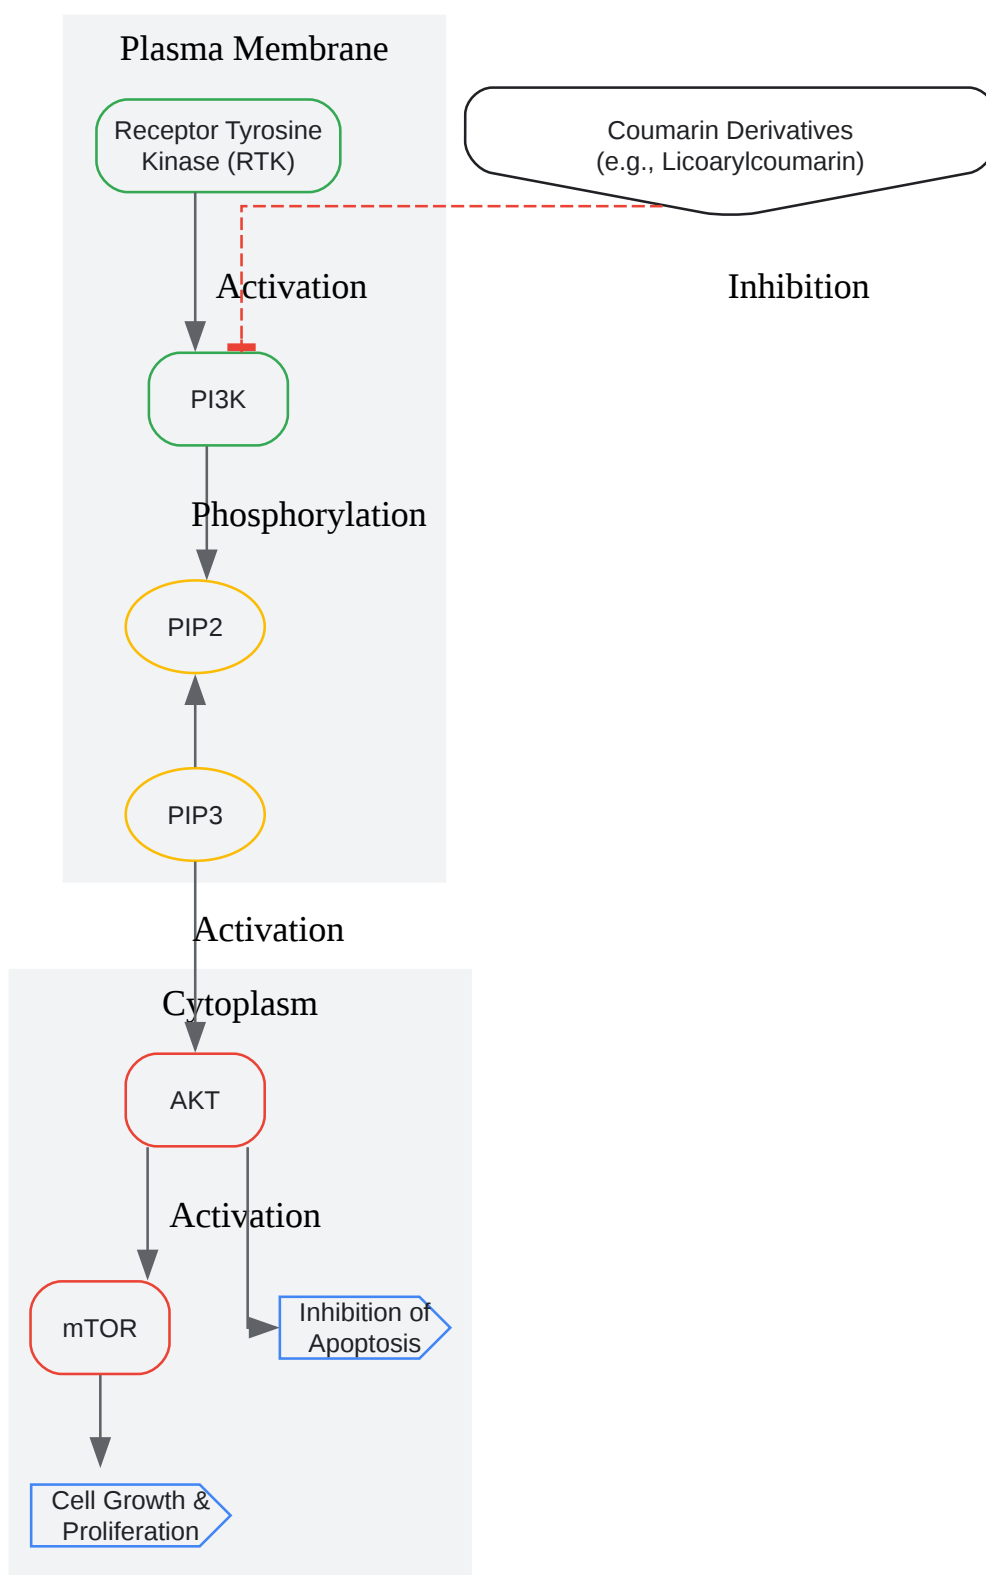 Plasma Membrane
Receptor Tyrosine
Kinase (RTK)
Coumarin Derivatives
(e.g., Licoarylcoumarin)
Activation
Inhibition
PI3K
Phosphorylation
PIP2
PIP3
Activation
Cytoplasm
AKT
Activation
mTOR
Inhibition of
Apoptosis
Cell Growth &
Proliferation